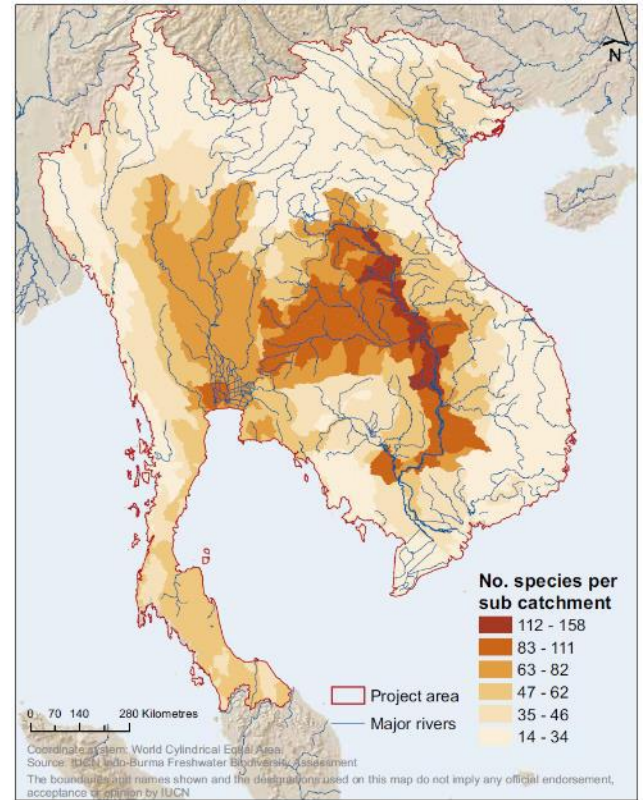 N
No. species per
sub catchment
112 - 158
83 - 111
63 - 82
47 - 62
35 - 46
14 - 34
Project area
Major rivers
0 70 140 280 Kilometres
Coordinate system: World Cylindrical Equal Area.
Source: IUCN Indo-Burma Freshwater Biodiversity Assessment
The boundaries and names shown and the designations used on this map do not imply any official endorsement,
acceptance or opinion by IUCN